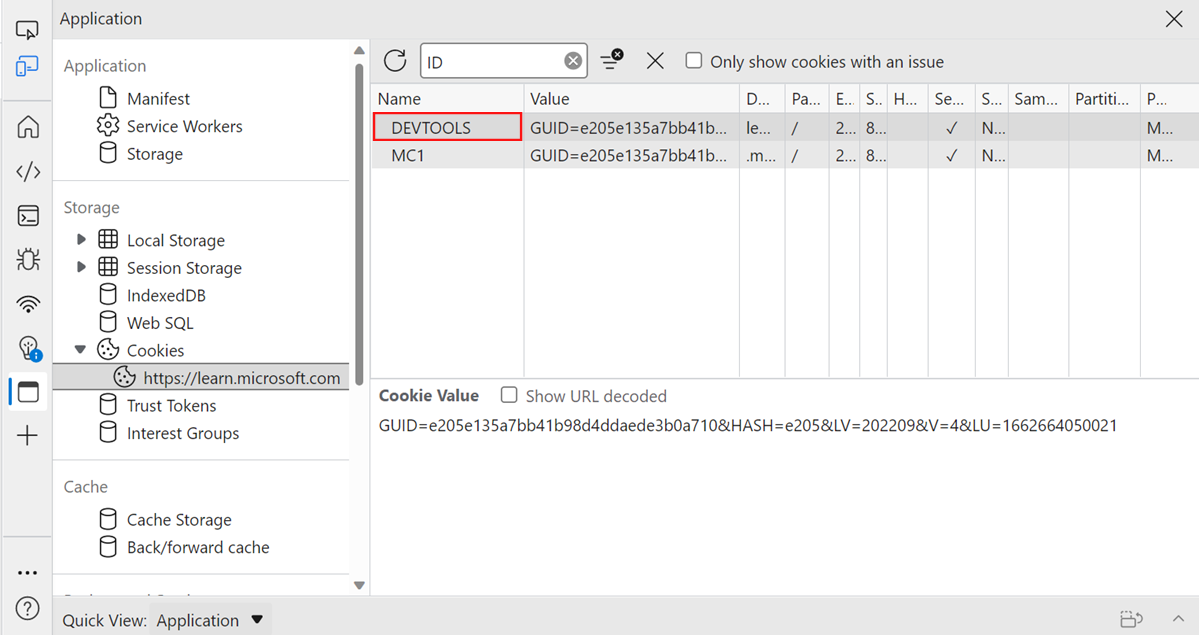 Application
Application
Manifest
Service Workers
Storage
Storage
Local Storage
Session Storage
IndexedDB
Web SQL
Cookies
https://learn.microsoft.com
Trust Tokens
Interest Groups
Cache
Cache Storage
Back/forward cache
ID
Only show cookies with an issue
Name Value D... Pa... E... S.. H... Se... S... Sam... Partiti... P...
DEVTOOLS GUID=e205e135a7bb41b... le... / 2... 8... ✓ N... M...
MC1 GUID=e205e135a7bb41b... .m... / 2... 8... ✓ N... M...
Cookie Value Show URL decoded
GUID=e205e135a7bb41b98d4ddaede3b0a710&HASH=e205&LV=202209&V=4&LU=1662664050021
Quick View: Application